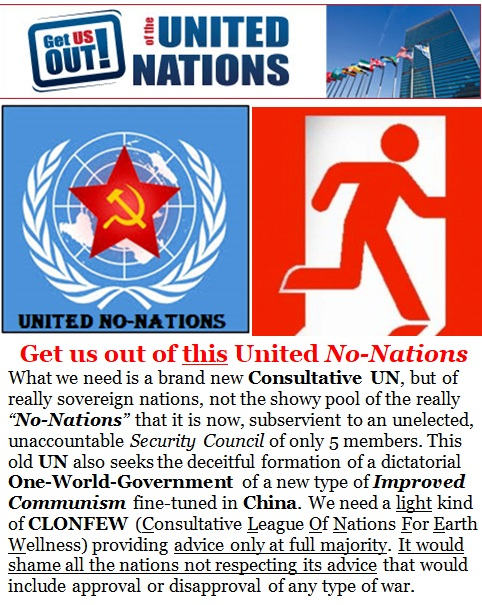 Get US OUT! of the UNITED NATIONS
UNITED NO-NATIONS
Get us out of this United No-Nations
What we need is a brand new Consultative UN, but of
really sovereign nations, not the showy pool of the really
“No-Nations” that it is now, subservient to an unelected,
unaccountable Security Council of only 5 members. This
old UN also seeks the deceitful formation of a dictatorial
One-World-Government of a new type of Improved
Communism fine-tuned in China. We need a light kind
of CLONFEW (Consultative League Of Nations For Earth
Wellness) providing advice only at full majority. It would
shame all the nations not respecting its advice that would
include approval or disapproval of any type of war.